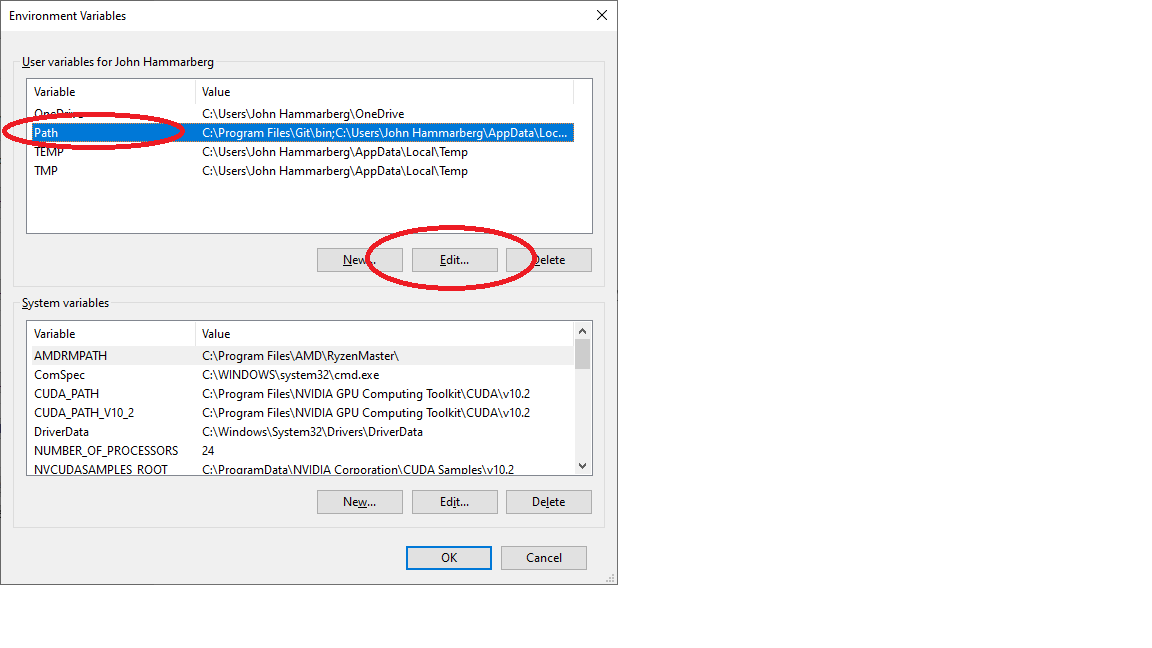 Environment Variables
User variables for John Hammarberg
Variable Value
OneDrive C:\Users\John Hammarberg\OneDrive
Path C:\Program Files\Git\bin;C:\Users\John Hammarberg\AppData\Loc...
TEMP C:\Users\John Hammarberg\AppData\Local\Temp
TMP C:\Users\John Hammarberg\AppData\Local\Temp
New... Edit... Delete
System variables
Variable Value
AMDRMPATH C:\Program Files\AMD\RyzenMaster\
ComSpec C:\WINDOWS\system32\cmd.exe
CUDA_PATH C:\Program Files\NVIDIA GPU Computing Toolkit\CUDA\v10.2
CUDA_PATH_V10_2 C:\Program Files\NVIDIA GPU Computing Toolkit\CUDA\v10.2
DriverData C:\Windows\System32\Drivers\DriverData
NUMBER_OF_PROCESSORS 24
NVCUDASAMPLES_ROOT C:\ProgramData\NVIDIA Corporation\CUDA Samples\v10.2
New... Edit... Delete
OK Cancel